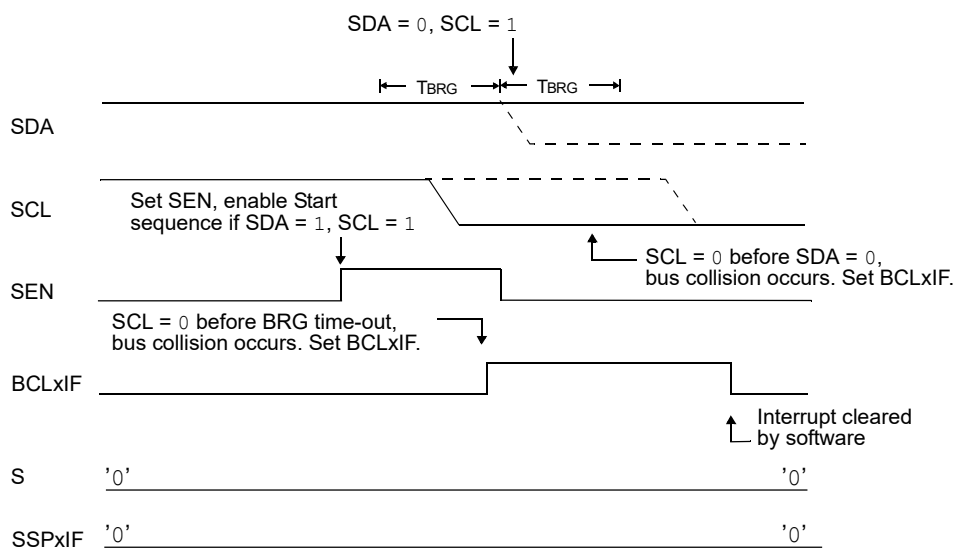 SDA = 0, SCL = 1
TBRG TBRG
SDA
SCL
Set SEN, enable Start
sequence if SDA = 1, SCL = 1
SCL = 0 before SDA = 0,
bus collision occurs. Set BCLxIF.
SEN
SCL = 0 before BRG time-out,
bus collision occurs. Set BCLxIF.
BCLxIF
Interrupt cleared
by software
S '0' '0'
SSPxIF '0' '0'